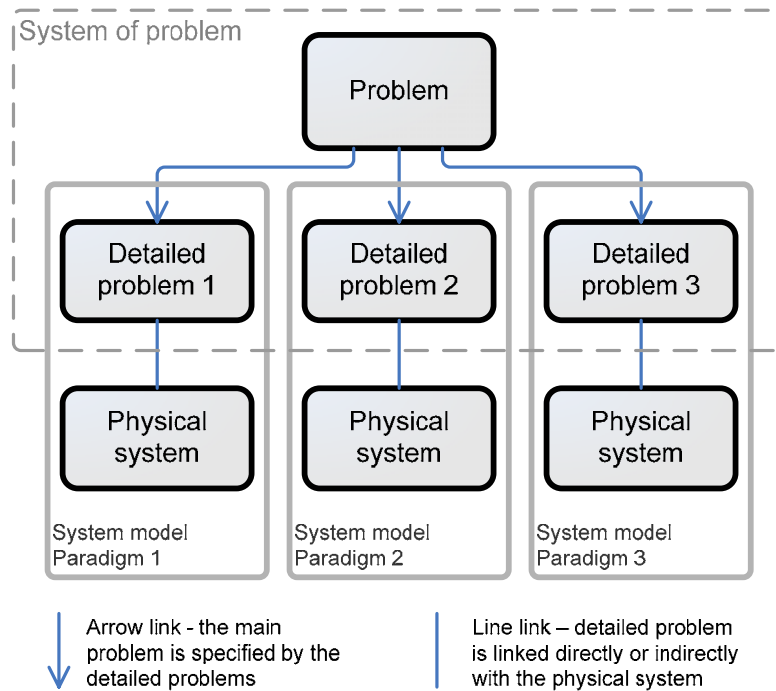 System of problem
Problem
Detailed
problem 1
Detailed
problem 2
Detailed
problem 3
Physical
system
Physical
system
Physical
system
System model
Paradigm 1
System model
Paradigm 2
System model
Paradigm 3
Arrow link - the main
problem is specified by the
detailed problems
Line link – detailed problem
is linked directly or indirectly
with the physical system